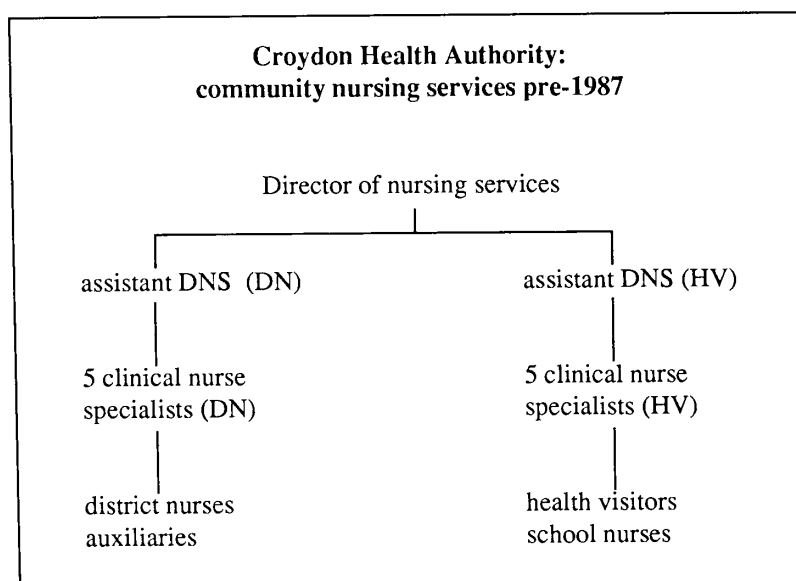 Croydon Health Authority:
community nursing services pre-1987
Director of nursing services
assistant DNS (DN)
assistant DNS (HV)
5 clinical nurse
specialists (DN)
5 clinical nurse
specialists (HV)
district nurses
auxiliaries
health visitors
school nurses